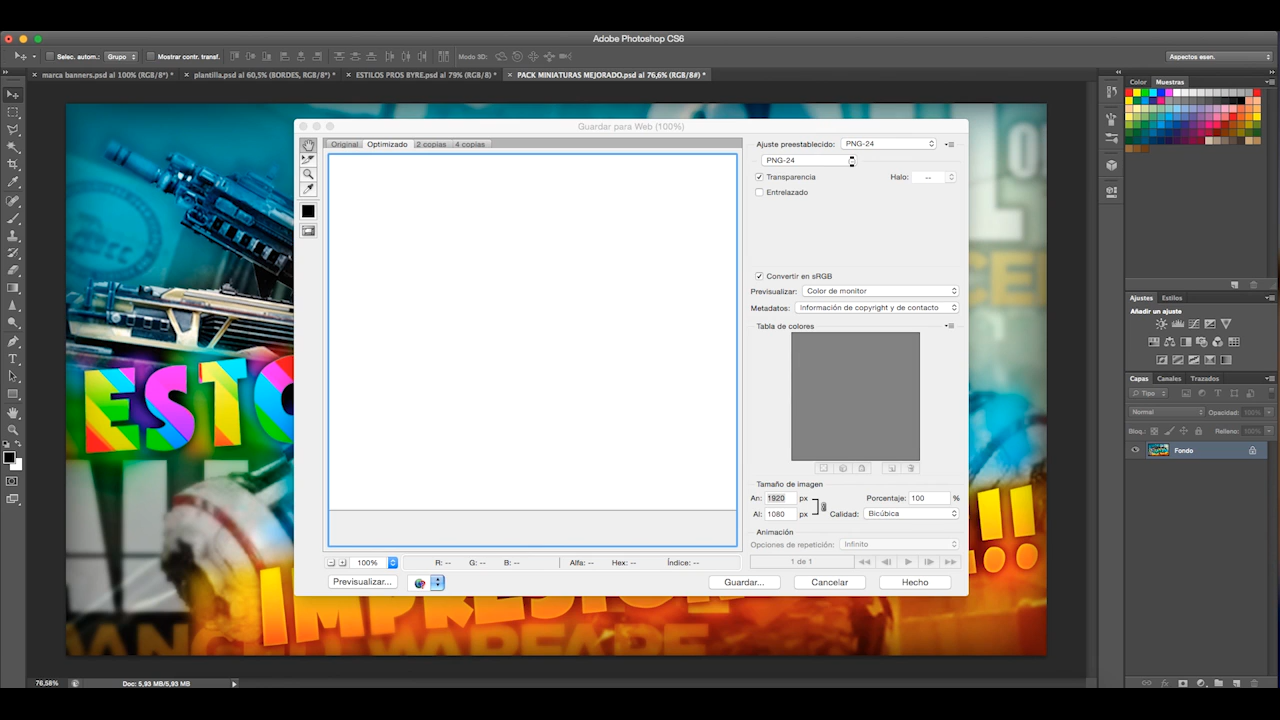 Adobe Photoshop CS6
Selec. autom.: Grupo Mostrar contr. transf. Modo 3D: Aspectos esen.
marca banners.psd al 100% (RGB/8*) * plantilla.psd al 60,5% (BORDES, RGB/8*) * ESTILOS PROS BYRE.psd al 79% (RGB/8) * PACK MINIATURAS MEJORADO.psd al 76,6% (RGB/8#) *
Color Muestras
Guardar para Web (100%)
Original Optimizado 2 copias 4 copias
Ajuste preestablecido: PNG-24
PNG-24
Transparencia Halo: --
Entrelazado
Convertir en sRGB
Previsualizar: Color de monitor
Metadatos: Información de copyright y de contacto
Tabla de colores
Ajustes Estilos
Añadir un ajuste
Capas Canales Trazados
Tipo
Normal Opacidad: 100%
Bloq.: Relleno: 100%
Fondo
Tamaño de imagen
An: 1920 px Porcentaje: 100 %
Al: 1080 px Calidad: Bicúbica
Animación
Opciones de repetición: Infinito
1 de 1
100% R: -- G: -- B: -- Alfa: -- Hex: -- Índice: --
Previsualizar... Guardar... Cancelar Hecho
ESTO
!!
WARFARE
76,58% Doc: 5,93 MB/5,93 MB